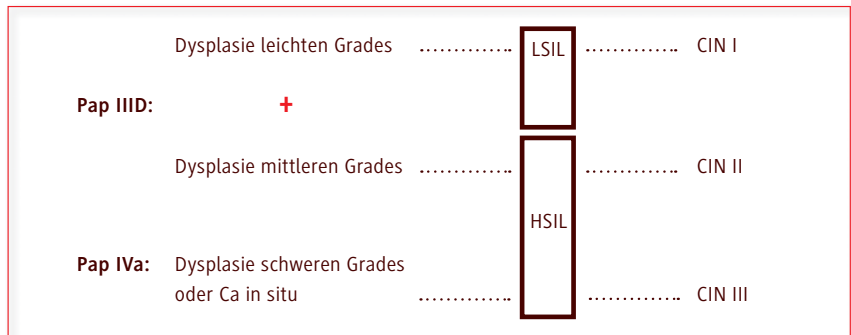 Dysplasie leichten Grades .............. LSIL .............. CIN I
Pap IIID: +
Dysplasie mittleren Grades .............. .............. CIN II
HSIL
Pap IVa: Dysplasie schweren Grades
oder Ca in situ .............. .............. CIN III